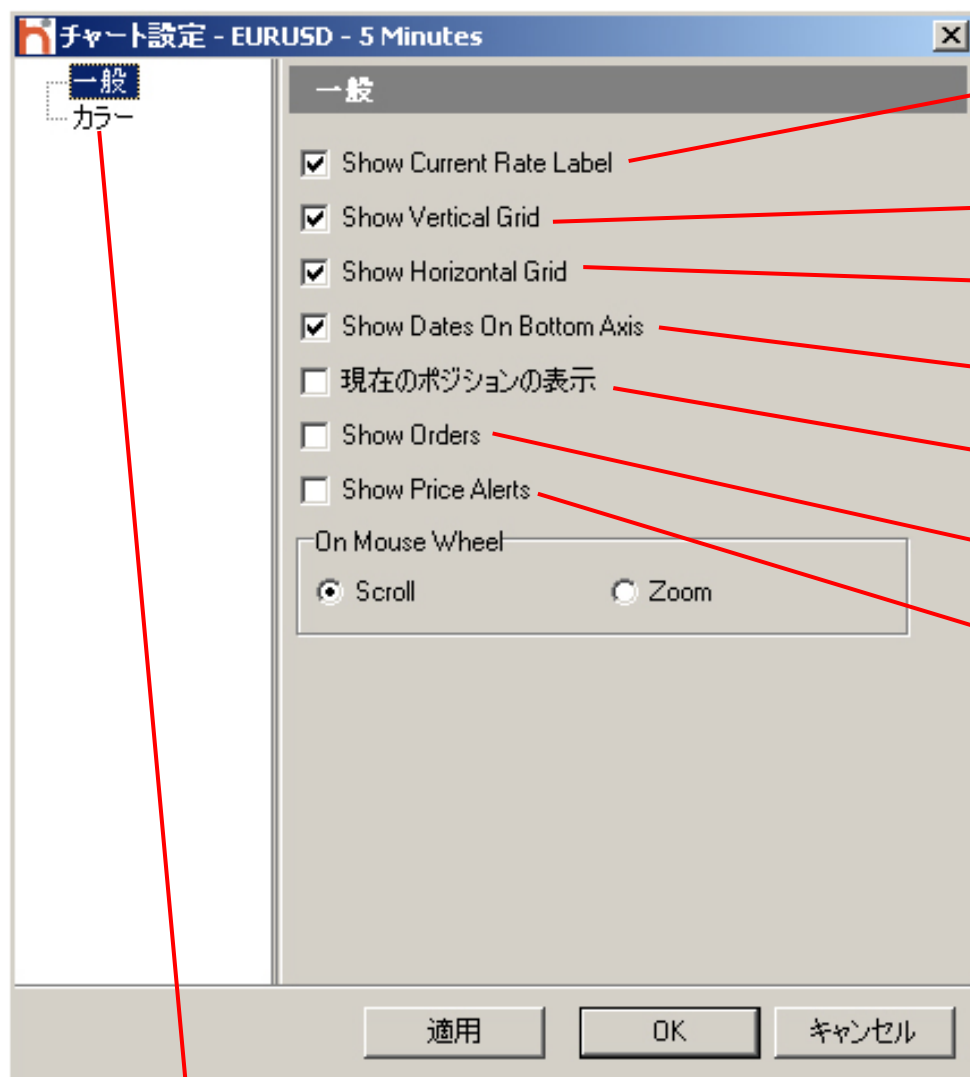 チャート設定 - EURUSD - 5 Minutes
一般
カラー
一般
Show Current Rate Label
Show Vertical Grid
Show Horizontal Grid
Show Dates On Bottom Axis
現在のポジションの表示
Show Orders
Show Price Alerts
On Mouse Wheel
Scroll Zoom
適用 OK キャンセル